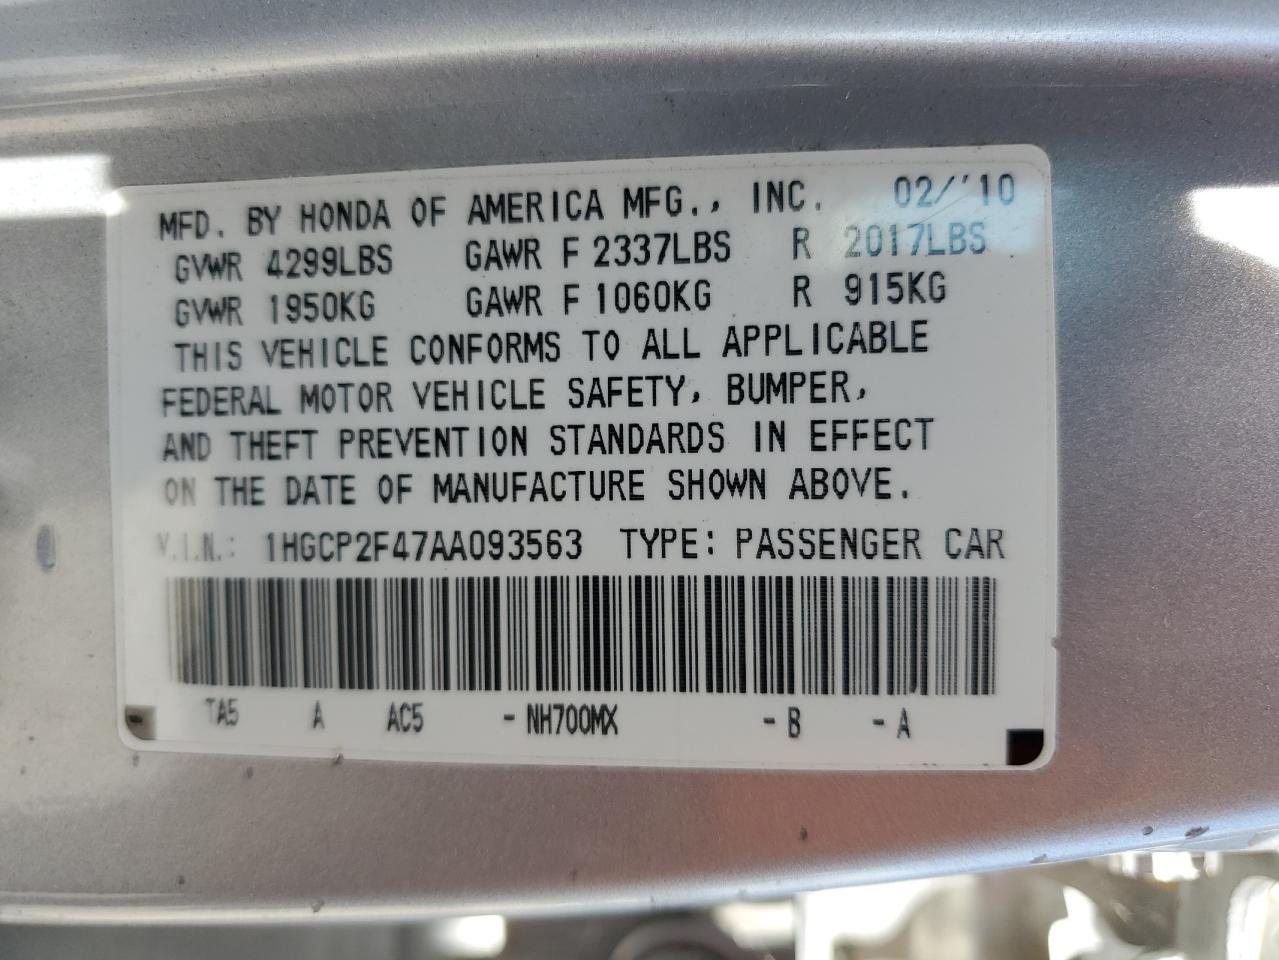 MFD. BY HONDA OF AMERICA MFG., INC. 02/'10
GVWR 4299LBS GAWR F 2337LBS R 2017LBS
GVWR 1950KG GAWR F 1060KG R 915KG
THIS VEHICLE CONFORMS TO ALL APPLICABLE
FEDERAL MOTOR VEHICLE SAFETY, BUMPER,
AND THEFT PREVENTION STANDARDS IN EFFECT
ON THE DATE OF MANUFACTURE SHOWN ABOVE.
V.I.N.: 1HGCP2F47AA093563 TYPE: PASSENGER CAR
TA5 A AC5 - NH700MX - B - A